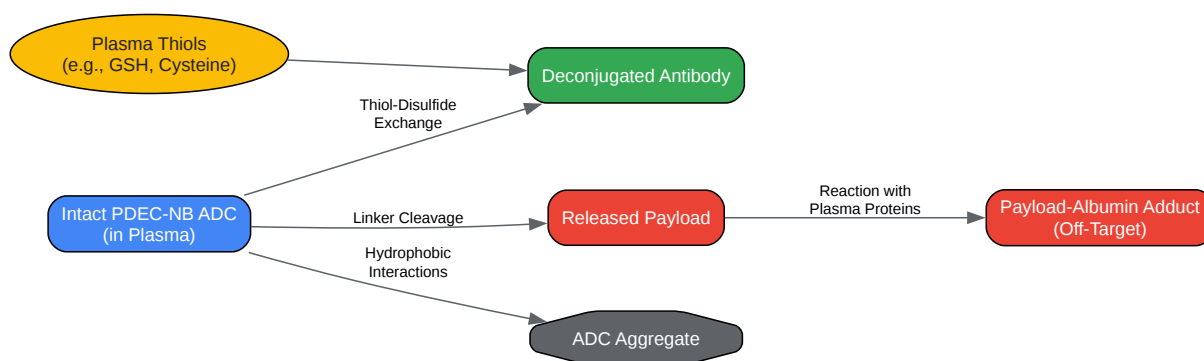 Plasma Thiols
(e.g., GSH, Cysteine)
Deconjugated Antibody
Thiol-Disulfide
Exchange
Intact PDEC-NB ADC
(in Plasma)
Linker Cleavage
Released Payload
Reaction with
Plasma Proteins
Payload-Albumin Adduct
(Off-Target)
Hydrophobic
Interactions
ADC Aggregate